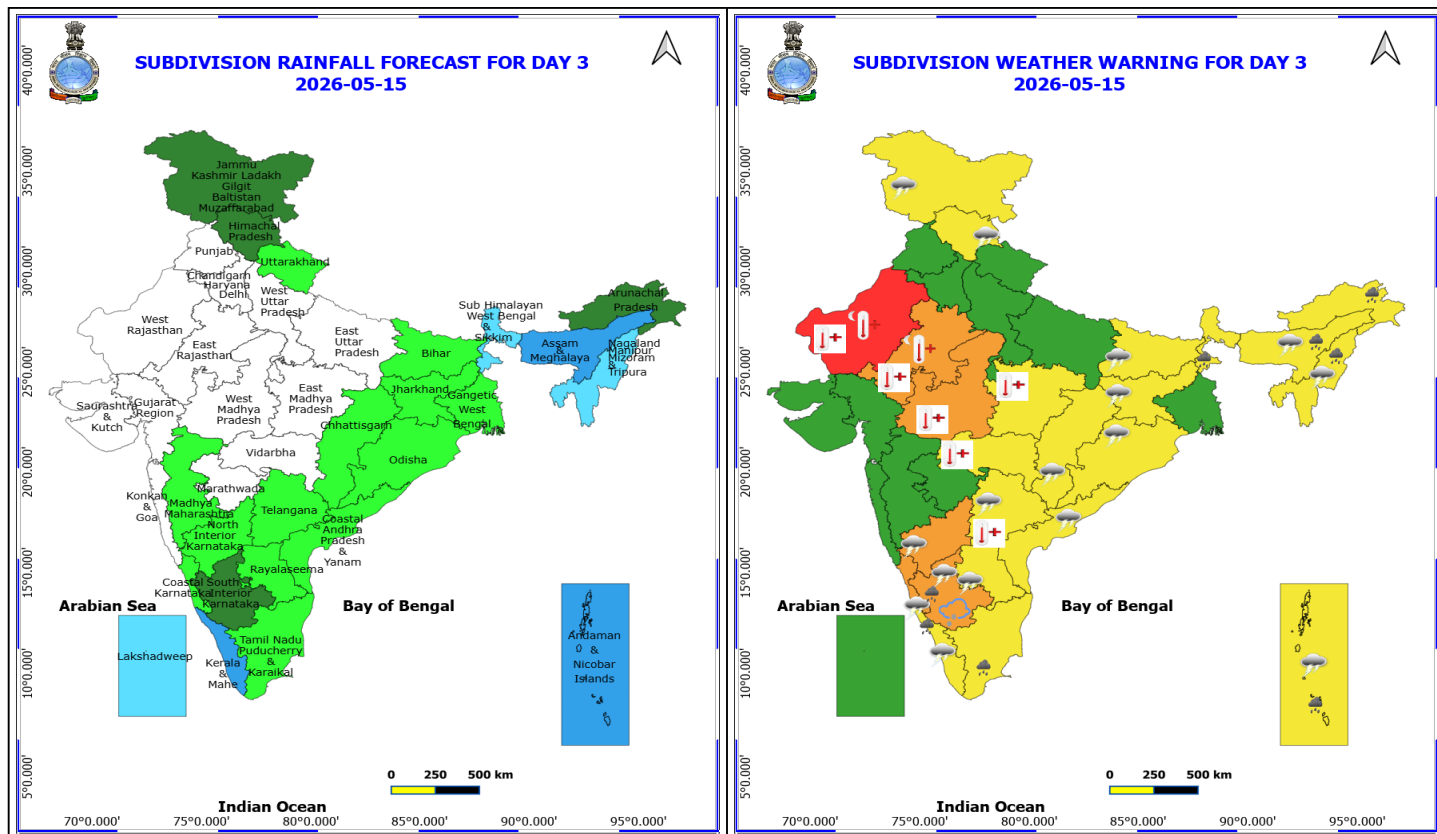 SUBDIVISION RAINFALL FORECAST FOR DAY 3
2026-05-15
40°0.000'
35°0.000'
30°0.000'
25°0.000'
20°0.000'
15°0.000'
10°0.000'
5°0.000'
Jammu
Kashmir Ladakh
Gilgit
Baltistan
Muzaffarabad
Himachal
Pradesh
Punjab
Uttarakhand
Chandigarh
Haryana
Delhi
West
Uttar
Pradesh
West
Rajasthan
East
Rajasthan
East
Uttar
Pradesh
Sub Himalayan
West Bengal
&
Sikkim
Arunachal
Pradesh
Assam
&
Meghalaya
Nagaland
Manipur
Mizoram
&
Tripura
Bihar
Jharkhand
Gangetic
West
Bengal
Saurashtra
&
Kutch
Gujarat
Region
West
Madhya
Pradesh
East
Madhya
Pradesh
Chhattisgarh
Odisha
Vidarbha
Marathwada
Konkan
&
Goa
Madhya
Maharashtra
North
Interior
Karnataka
Telangana
Coastal
Andhra
Pradesh
&
Yanam
Rayalaseema
Coastal
Karnataka
South
Interior
Karnataka
Arabian Sea
Bay of Bengal
Lakshadweep
Kerala
&
Mahe
Tamil Nadu
Puducherry
&
Karaikal
Andaman
&
Nicobar
Islands
0 250 500 km
Indian Ocean
70°0.000' 75°0.000' 80°0.000' 85°0.000' 90°0.000' 95°0.000'
SUBDIVISION WEATHER WARNING FOR DAY 3
2026-05-15
40°0.000'
35°0.000'
30°0.000'
25°0.000'
20°0.000'
15°0.000'
10°0.000'
5°0.000'
Arabian Sea
Bay of Bengal
0 250 500 km
Indian Ocean
70°0.000' 75°0.000' 80°0.000' 85°0.000' 90°0.000' 95°0.000'